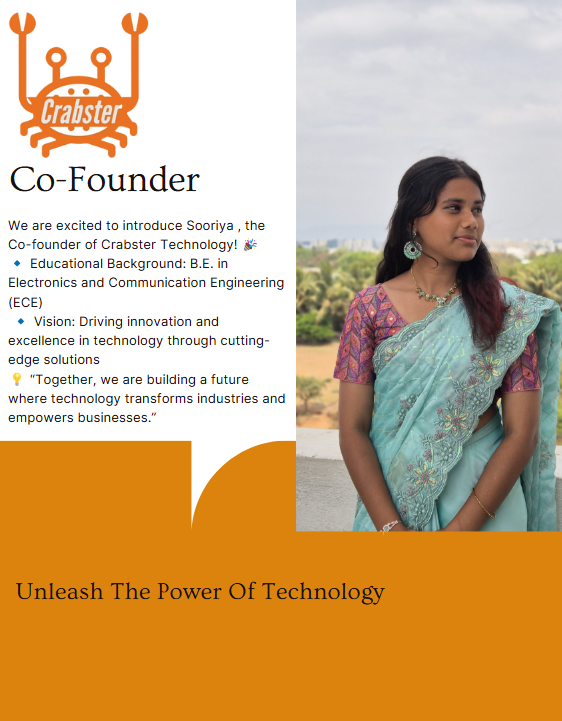 Crabster
Co-Founder
We are excited to introduce Sooriya , the
Co-founder of Crabster Technology! 🎉
🔹 Educational Background: B.E. in
Electronics and Communication Engineering
(ECE)
🔹 Vision: Driving innovation and
excellence in technology through cutting-
edge solutions
💡 “Together, we are building a future
where technology transforms industries and
empowers businesses.”
Unleash The Power Of Technology